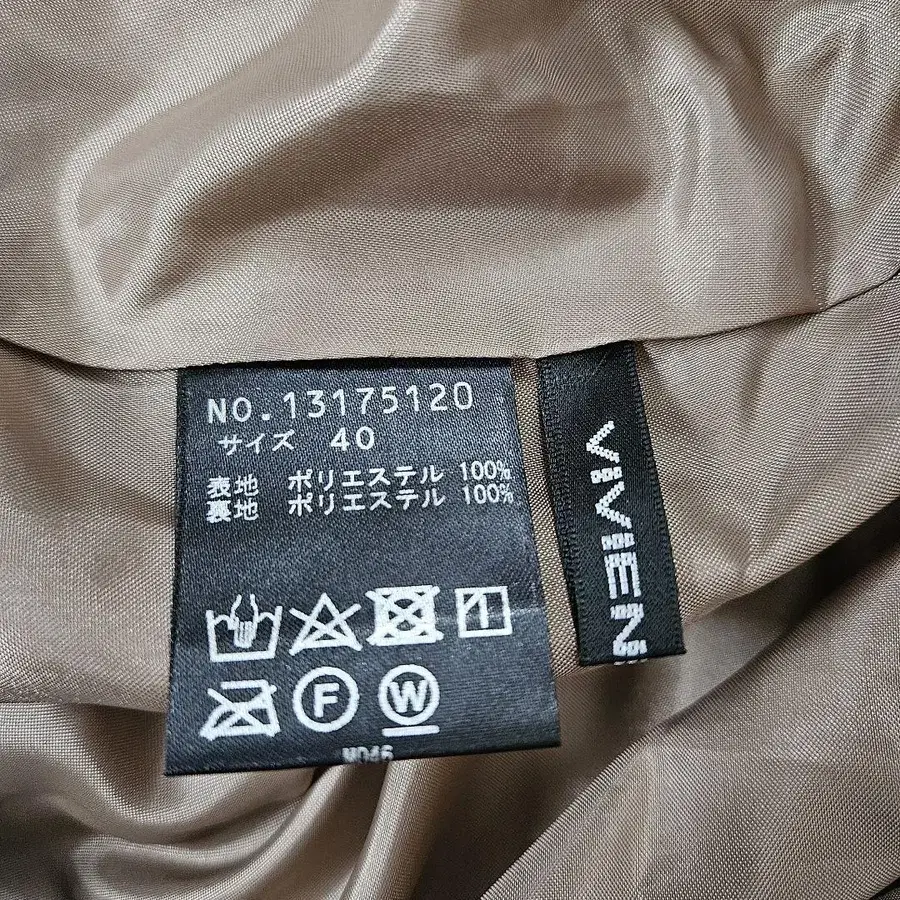 NO.13175120
サイズ 40
表地 ポリエステル 100%
裏地 ポリエステル 100%
F
W
VIVIEN